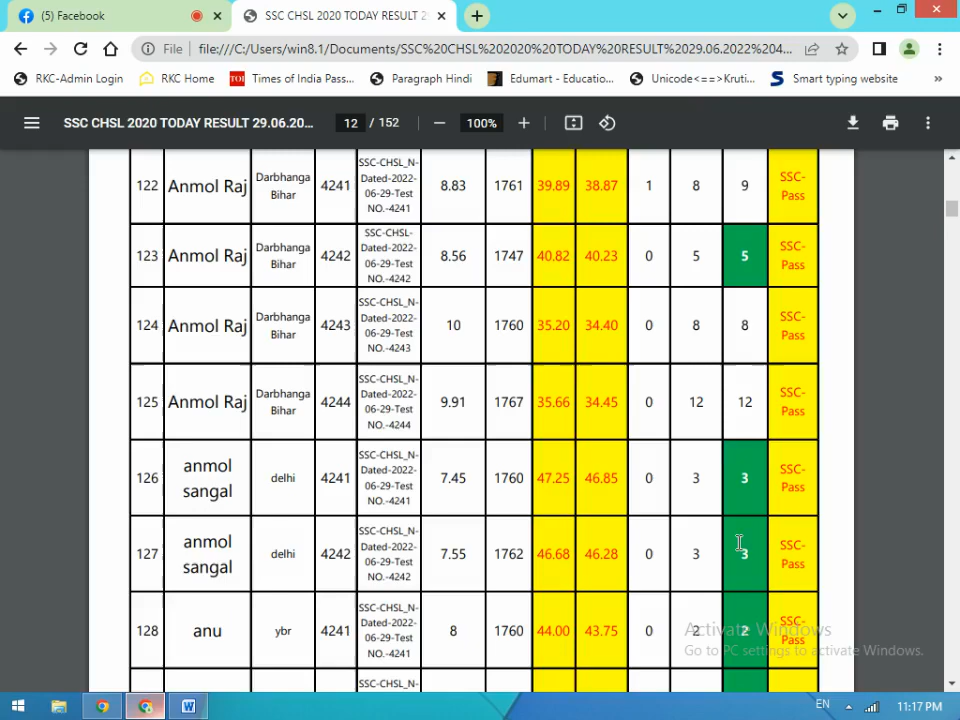 (5) Facebook
SSC CHSL 2020 TODAY RESULT 2
File file:///C:/Users/win8.1/Documents/SSC%20CHSL%202020%20TODAY%20RESULT%2029.06.2022%204...
RKC-Admin Login RKC Home TOI Times of India Pass... Paragraph Hindi Edumart - Educatio... Unicode<==>Kruti... S Smart typing website »
SSC CHSL 2020 TODAY RESULT 29.06.20... 12 / 152 — 100% +
122 Anmol Raj Darbhanga Bihar 4241 SSC-CHSL_N-Dated-2022-06-29-Test NO.-4241 8.83 1761 39.89 38.87 1 8 9 SSC-Pass
123 Anmol Raj Darbhanga Bihar 4242 SSC-CHSL-Dated-2022-06-29-Test NO.-4242 8.56 1747 40.82 40.23 0 5 5 SSC-Pass
124 Anmol Raj Darbhanga Bihar 4243 SSC-CHSL_N-Dated-2022-06-29-Test NO.-4243 10 1760 35.20 34.40 0 8 8 SSC-Pass
125 Anmol Raj Darbhanga Bihar 4244 SSC-CHSL_N-Dated-2022-06-29-Test NO.-4244 9.91 1767 35.66 34.45 0 12 12 SSC-Pass
126 anmol sangal delhi 4241 SSC-CHSL_N-Dated-2022-06-29-Test NO.-4241 7.45 1760 47.25 46.85 0 3 3 SSC-Pass
127 anmol sangal delhi 4242 SSC-CHSL_N-Dated-2022-06-29-Test NO.-4242 7.55 1762 46.68 46.28 0 3 3 SSC-Pass
128 anu ybr 4241 SSC-CHSL_N-Dated-2022-06-29-Test NO.-4241 8 1760 44.00 43.75 0 2 2 SSC-Pass
SSC-CHSL_N-
Activate Windows
Go to PC settings to activate Windows.
EN 11:17 PM